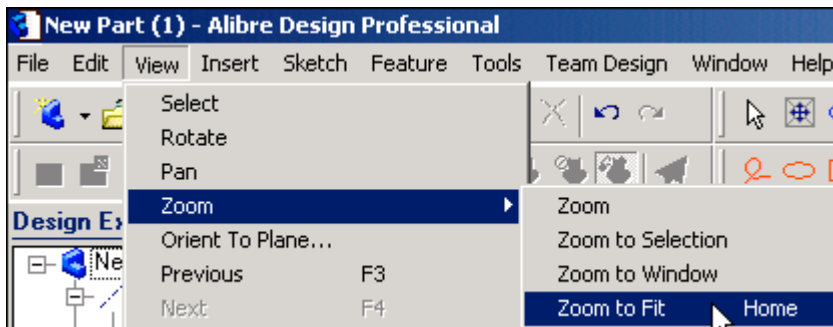 New Part (1) - Alibre Design Professional
File Edit View Insert Sketch Feature Tools Team Design Window Help
Select
Rotate
Pan
Zoom
Zoom
Design Ex
Orient To Plane...
Zoom to Selection
Ne
Previous F3
Zoom to Window
Next F4
Zoom to Fit Home